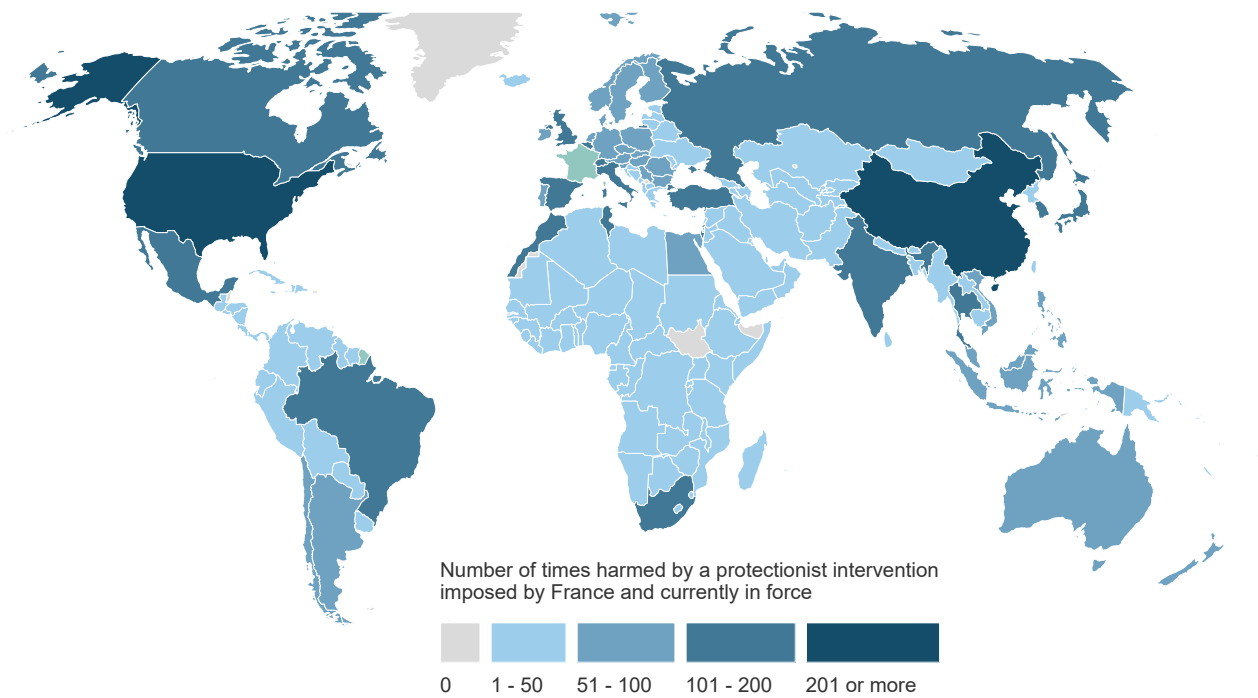 Number of times harmed by a protectionist intervention
imposed by France and currently in force
0 1 - 50 51 - 100 101 - 200 201 or more